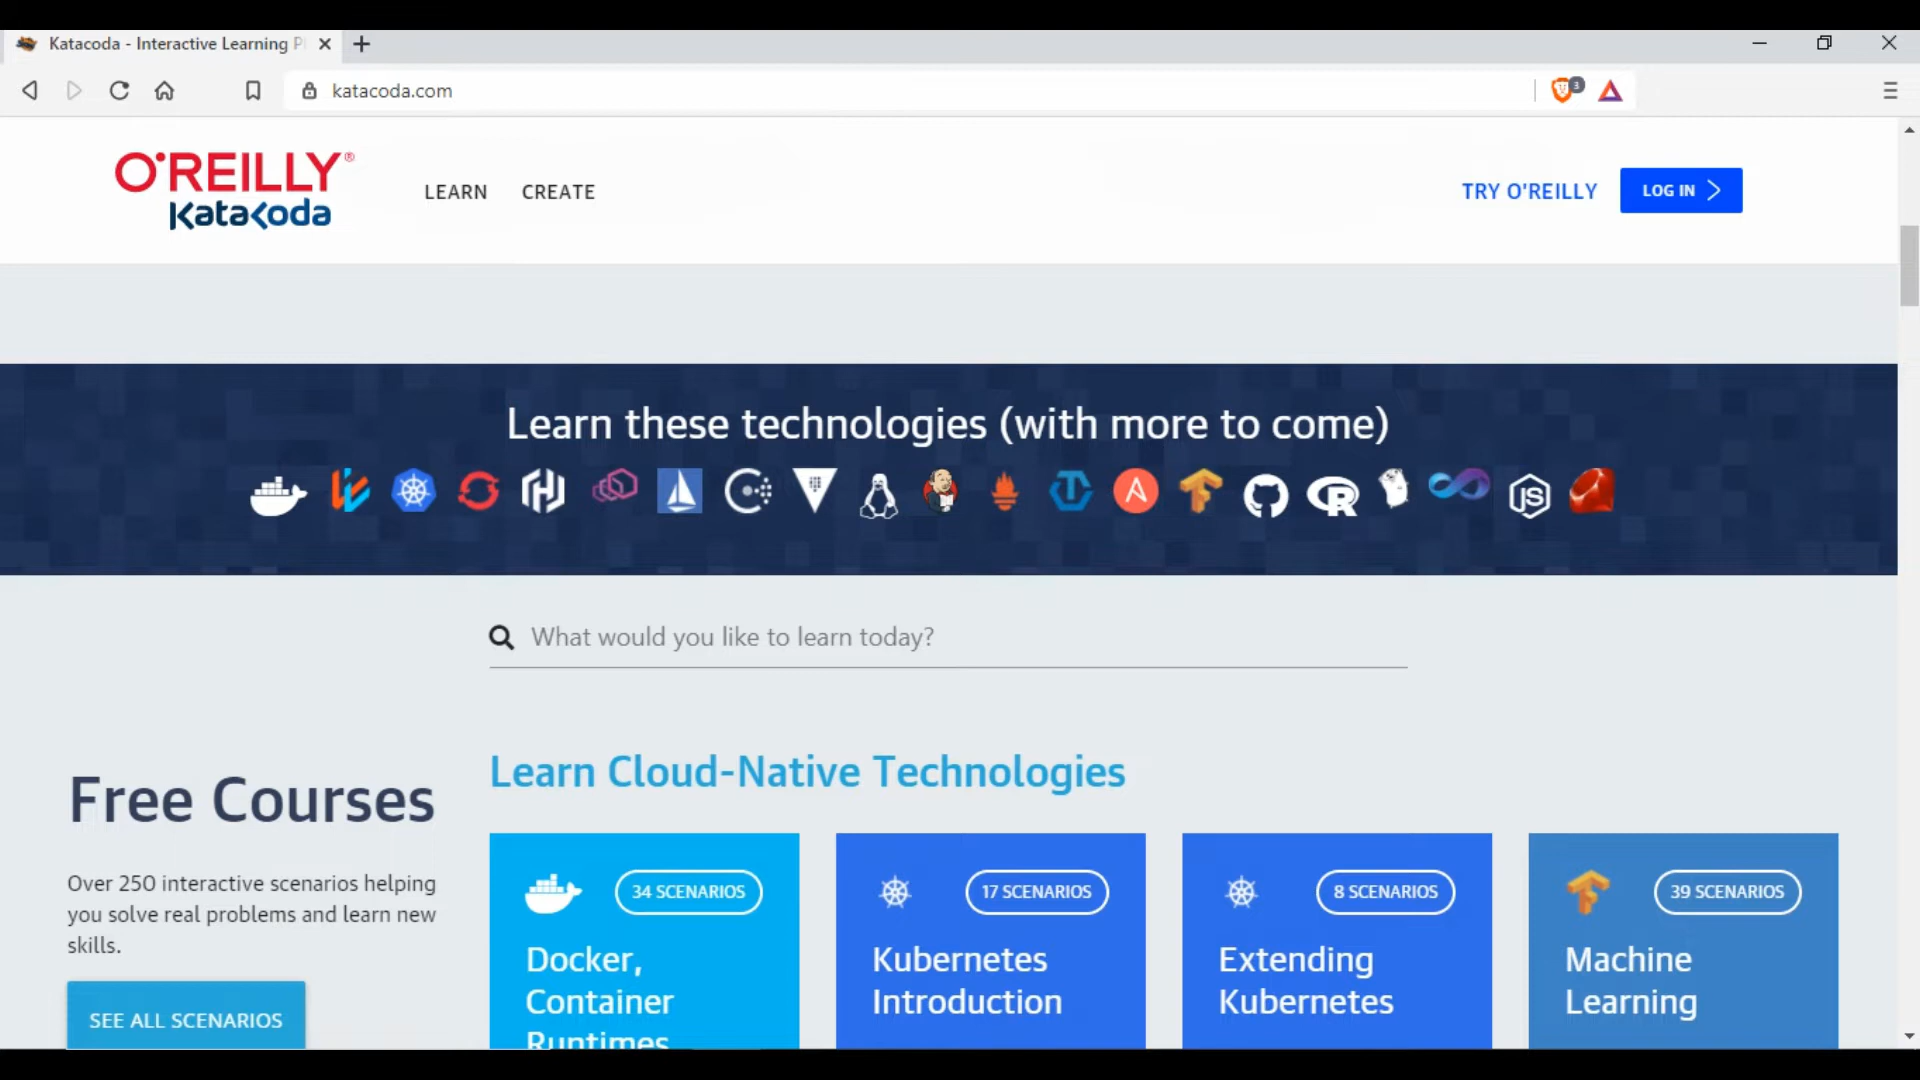 Katacoda - Interactive Learning P
katacoda.com
3
O'REILLY®
Katacoda
LEARN
CREATE
TRY O'REILLY
LOG IN
Learn these technologies (with more to come)
What would you like to learn today?
Free Courses
Over 250 interactive scenarios helping
you solve real problems and learn new
skills.
SEE ALL SCENARIOS
Learn Cloud-Native Technologies
34 SCENARIOS
Docker,
Container
Runtimes
17 SCENARIOS
Kubernetes
Introduction
8 SCENARIOS
Extending
Kubernetes
39 SCENARIOS
Machine
Learning